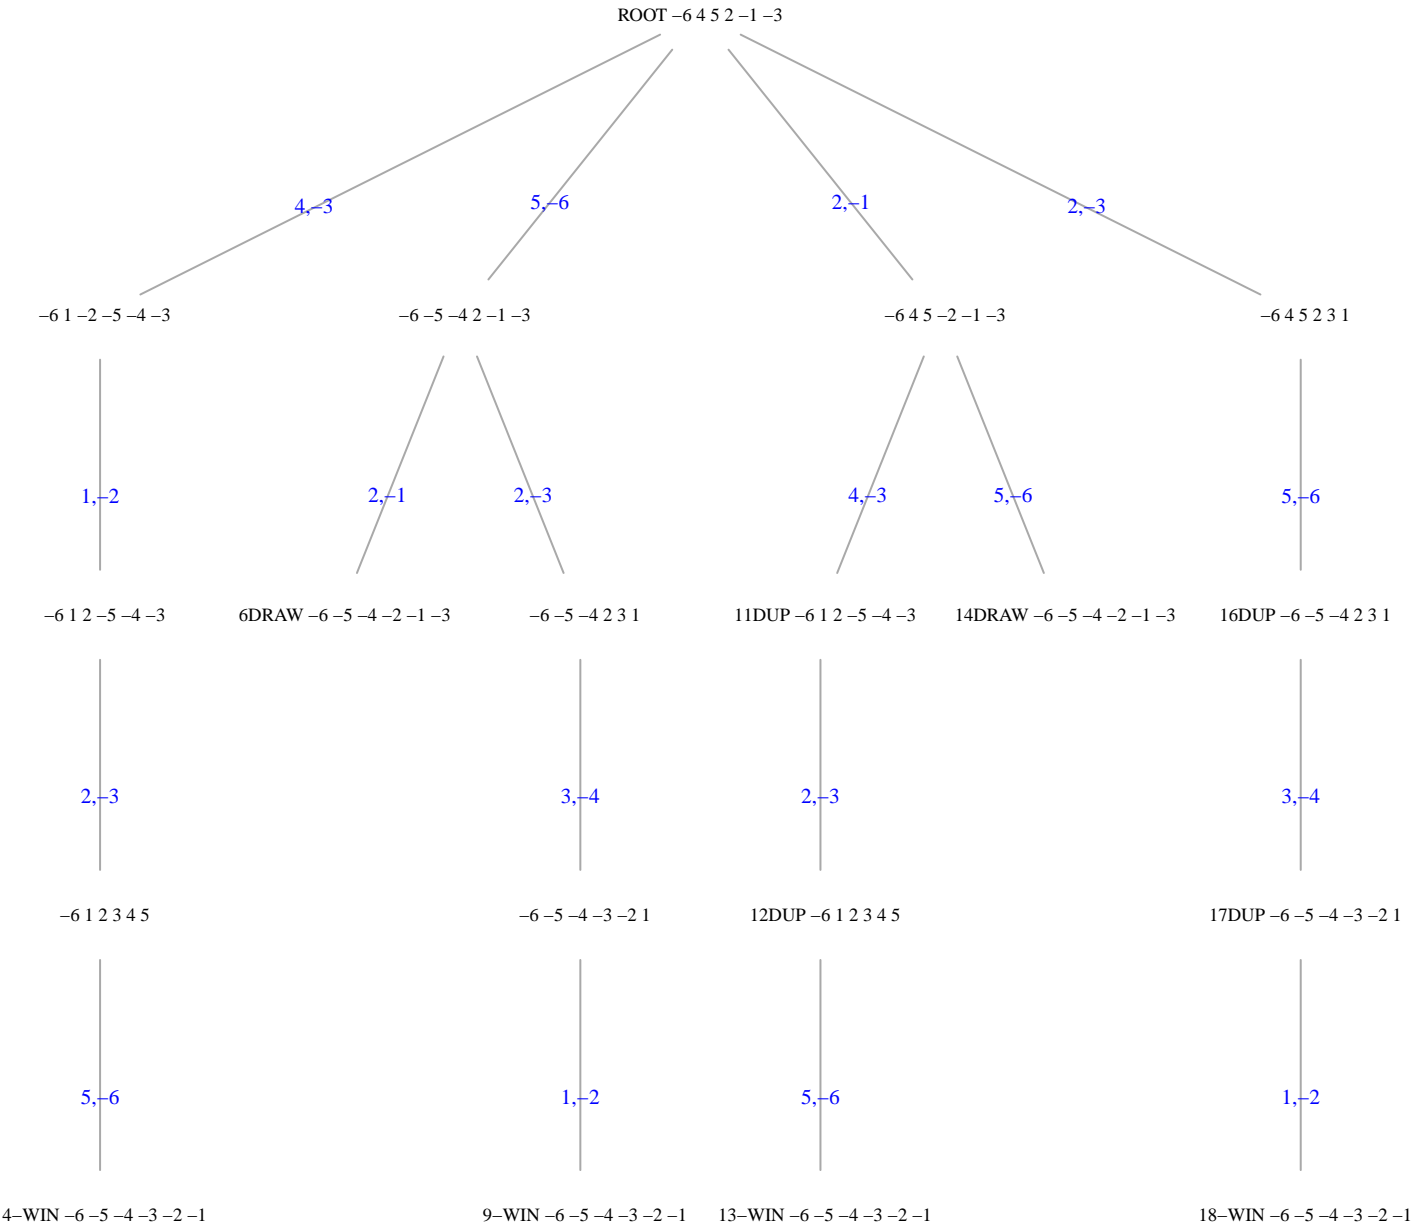 ROOT –6 4 5 2 –1 –3
4,–3
5,–6
2,–1
2,–3
–6 1 –2 –5 –4 –3
–6 –5 –4 2 –1 –3
–6 4 5 –2 –1 –3
–6 4 5 2 3 1
1,–2
2,–1
2,–3
4,–3
5,–6
5,–6
–6 1 2 –5 –4 –3
6DRAW –6 –5 –4 –2 –1 –3
–6 –5 –4 2 3 1
11DUP –6 1 2 –5 –4 –3
14DRAW –6 –5 –4 –2 –1 –3
16DUP –6 –5 –4 2 3 1
2,–3
3,–4
2,–3
3,–4
–6 1 2 3 4 5
–6 –5 –4 –3 –2 1
12DUP –6 1 2 3 4 5
17DUP –6 –5 –4 –3 –2 1
5,–6
1,–2
5,–6
1,–2
4–WIN –6 –5 –4 –3 –2 –1
9–WIN –6 –5 –4 –3 –2 –1
13–WIN –6 –5 –4 –3 –2 –1
18–WIN –6 –5 –4 –3 –2 –1